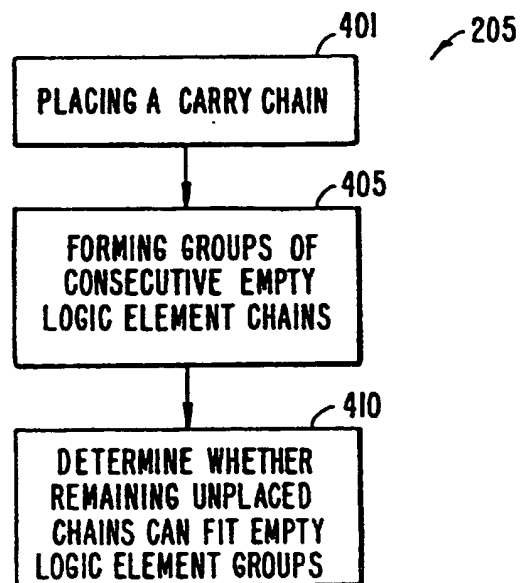 401
205
PLACING A CARRY CHAIN
405
FORMING GROUPS OF
CONSECUTIVE EMPTY
LOGIC ELEMENT CHAINS
410
DETERMINE WHETHER
REMAINING UNPLACED
CHAINS CAN FIT EMPTY
LOGIC ELEMENT GROUPS